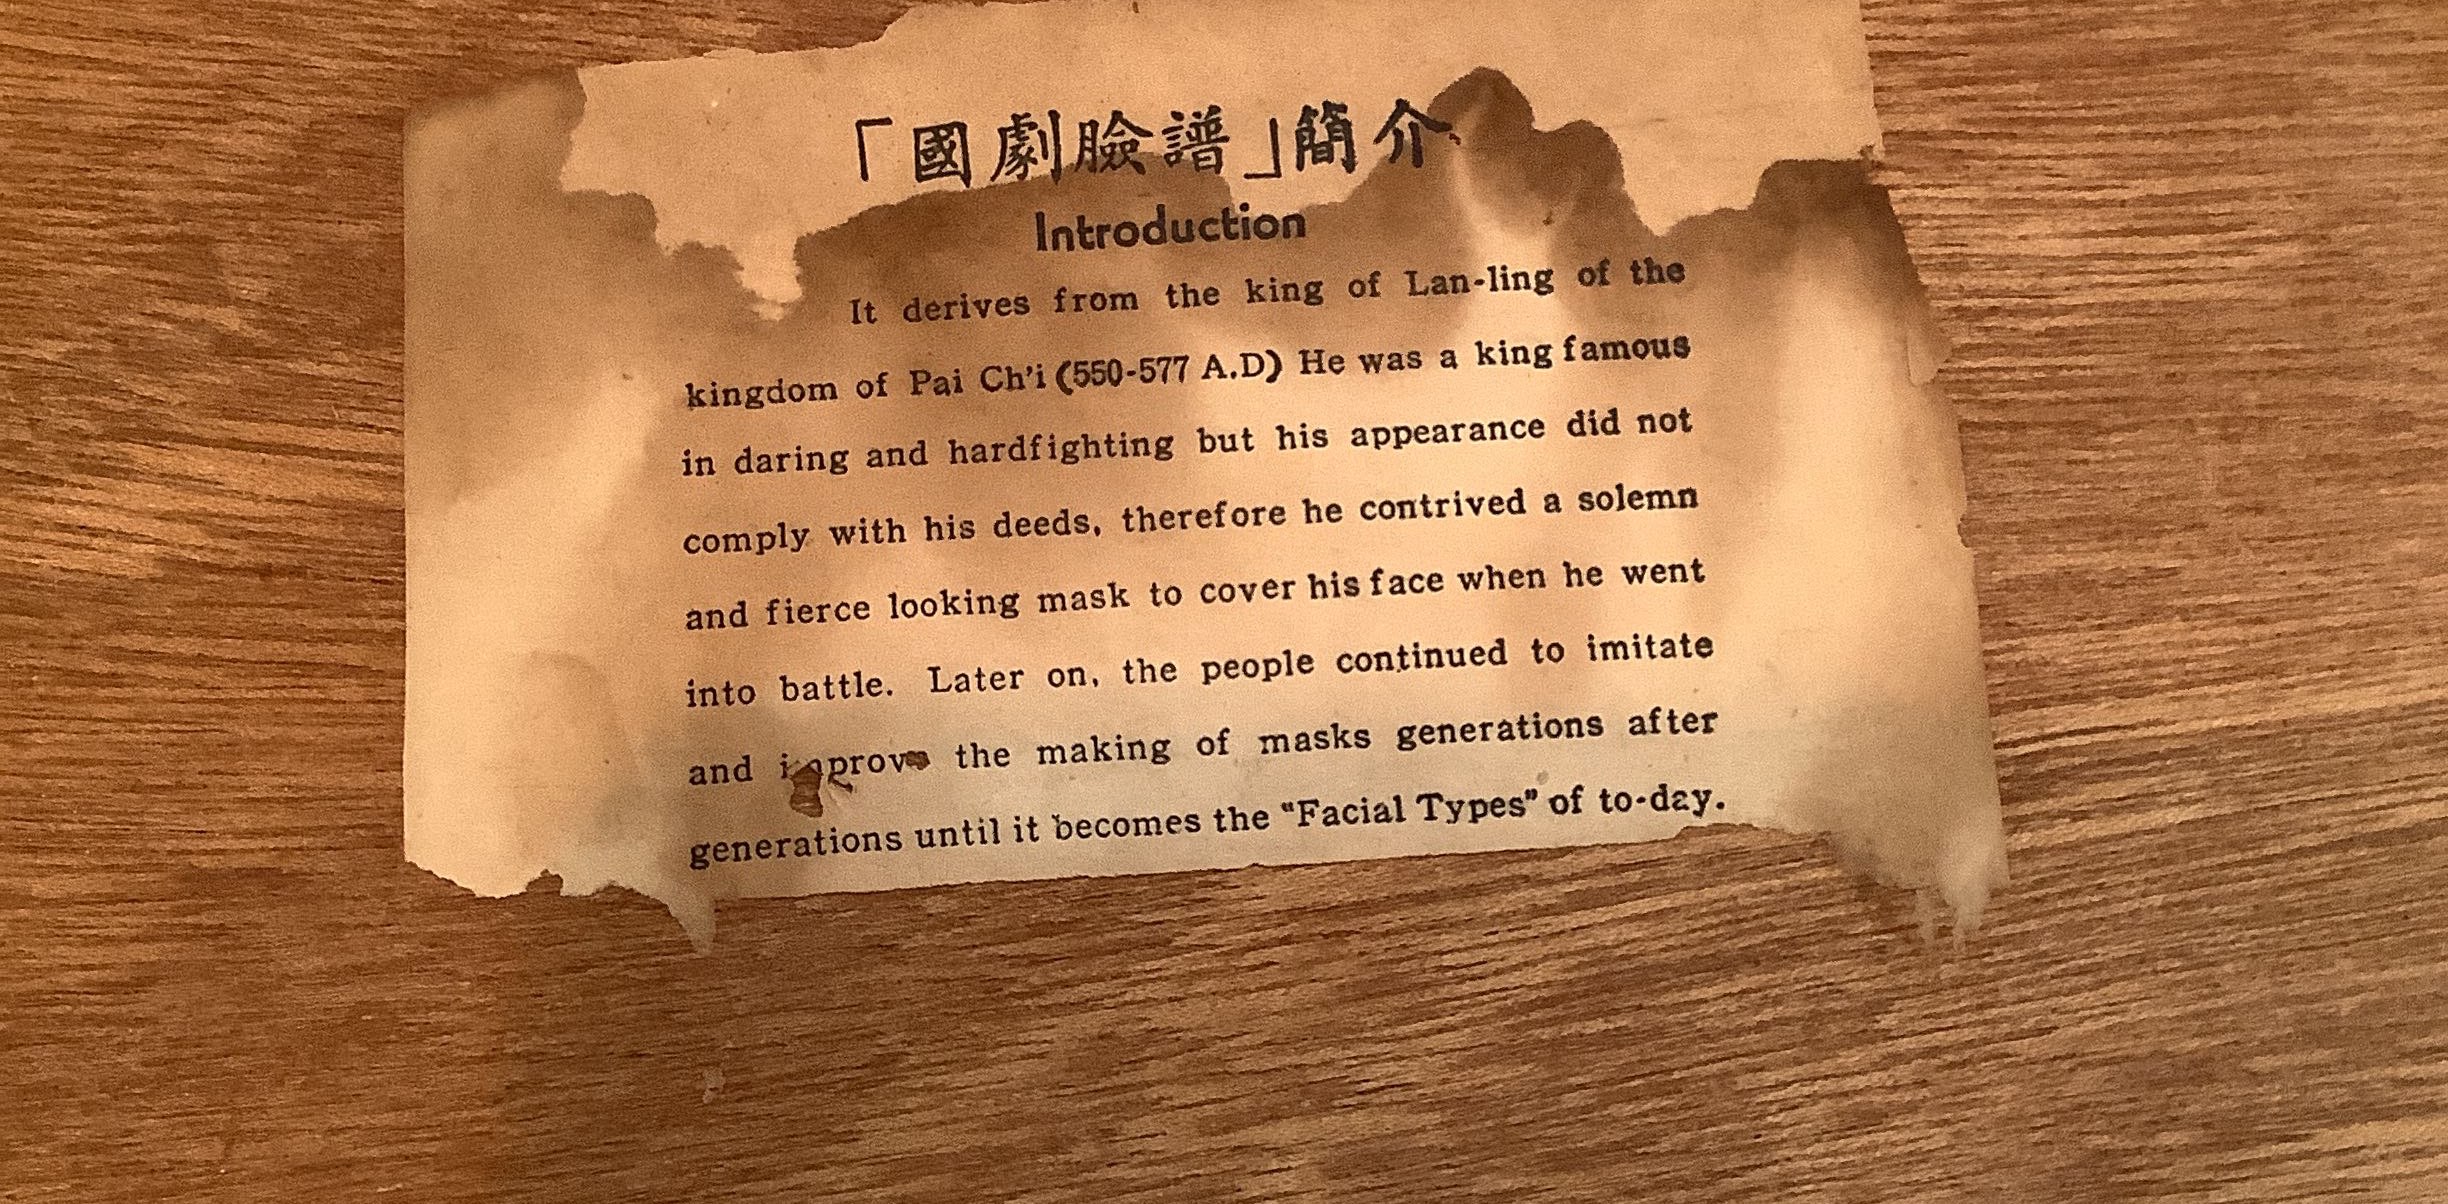 「國劇臉譜」簡介
Introduction
It derives from the king of Lan-ling of the
kingdom of Pai Ch'i (550-577 A.D) He was a king famous
in daring and hardfighting but his appearance did not
comply with his deeds, therefore he contrived a solemn
and fierce looking mask to cover his face when he went
into battle. Later on, the people continued to imitate
and improve the making of masks generations after
generations until it becomes the "Facial Types" of to-day.